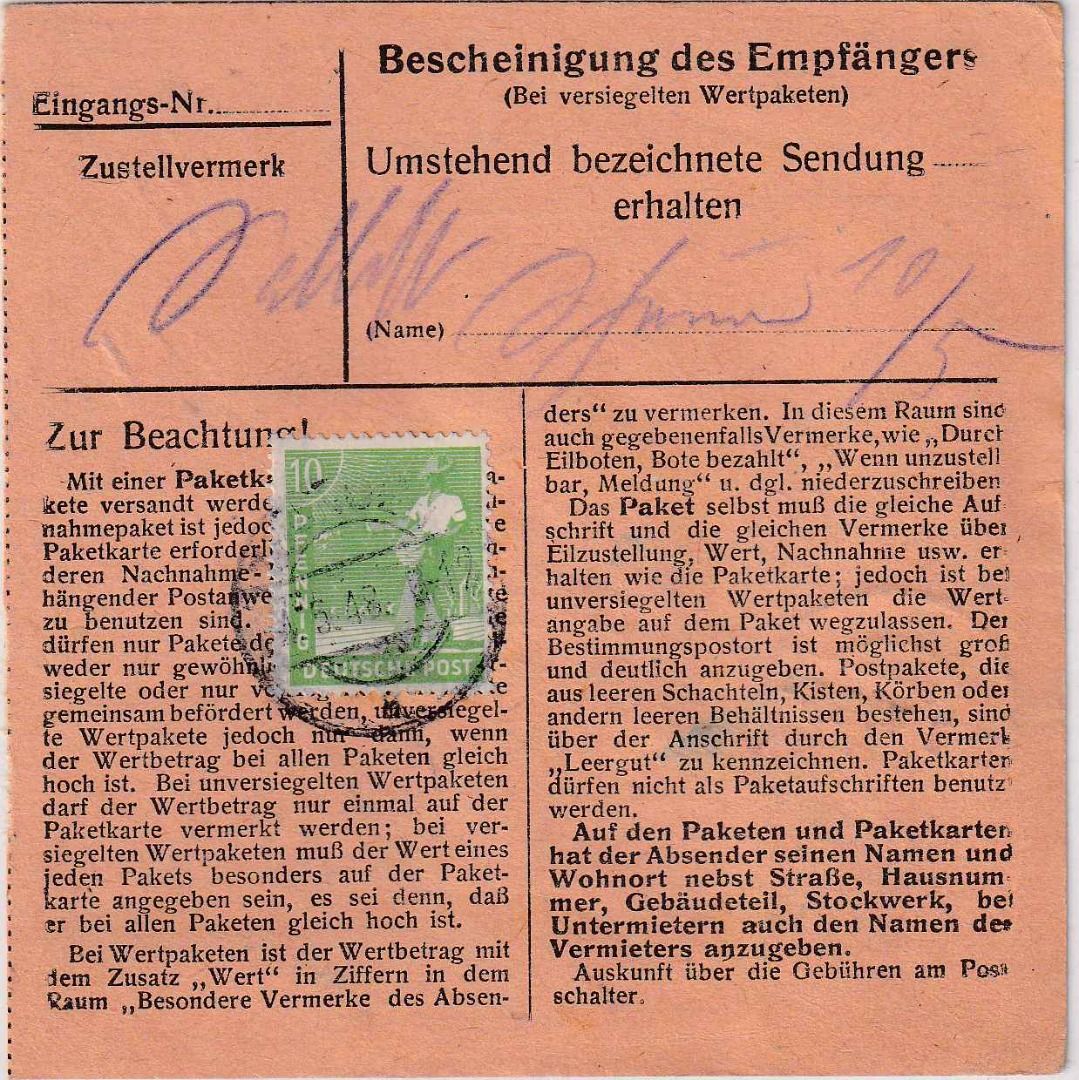 Bescheinigung des Empfängers
(Bei versiegelten Wertpaketen)
Eingangs-Nr.
Zustellvermerk
Umstehend bezeichnete Sendung
erhalten
10/5
(Name)
Zur Beachtung!
Mit einer Paketk
kete versandt werde
nahmepaket ist jedoc
Paketkarte erforderl
deren Nachnahme-
hängender Postanwe
zu benutzen sind.
dürfen nur Pakete de
weder nur gewöhnli
siegelte oder nur v
gemeinsam befördert werden, unversiegel-
te Wertpakete jedoch nur dann, wenn
der Wertbetrag bei allen Paketen gleich
hoch ist. Bei unversiegelten Wertpaketen
darf der Wertbetrag nur einmal auf der
Paketkarte vermerkt werden; bei ver-
siegelten Wertpaketen muß der Wert eines
jeden Pakets besonders auf der Paket-
karte angegeben sein, es sei denn, daß
er bei allen Paketen gleich hoch ist.
Bei Wertpaketen ist der Wertbetrag mit
dem Zusatz „Wert“ in Ziffern in dem
Raum „Besondere Vermerke des Absen-
10
PFENNIG
DEUTSCHE POST
5.48.
ders“ zu vermerken. In diesem Raum sind
auch gegebenenfalls Vermerke, wie „Durch
Eilboten, Bote bezahlt“, „Wenn unzustell
bar, Meldung“ u. dgl. niederzuschreiben
Das Paket selbst muß die gleiche Auf
schrift und die gleichen Vermerke über
Eilzustellung, Wert, Nachnahme usw. er-
halten wie die Paketkarte; jedoch ist bei
unversiegelten Wertpaketen die Wert-
angabe auf dem Paket wegzulassen. Der
Bestimmungspostort ist möglichst groß
und deutlich anzugeben. Postpakete, die
aus leeren Schachteln, Kisten, Körben oder
andern leeren Behältnissen bestehen, sind
über der Anschrift durch den Vermerk
„Leergut“ zu kennzeichnen. Paketkarten
dürfen nicht als Paketaufschriften benutz
werden.
Auf den Paketen und Paketkarten
hat der Absender seinen Namen und
Wohnort nebst Straße, Hausnum-
mer, Gebäudeteil, Stockwerk, bei
Untermietern auch den Namen des
Vermieters anzugeben.
Auskunft über die Gebühren am Post
schalter.